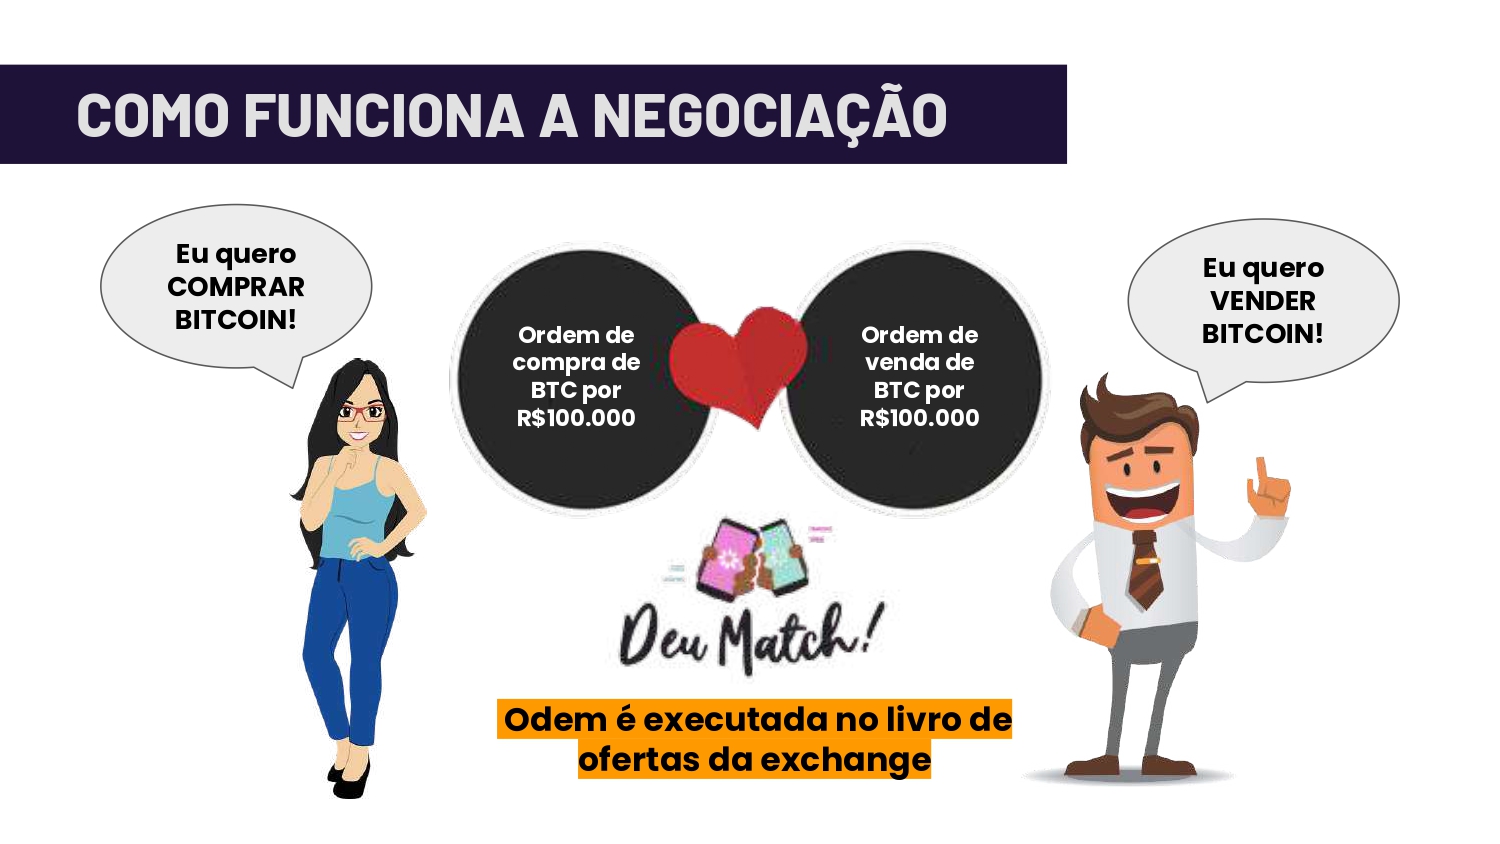 COMO FUNCIONA A NEGOCIAÇÃO
Eu quero
COMPRAR
BITCOIN!
Ordem de
compra de
BTC por
R$100.000
Ordem de
venda de
BTC por
R$100.000
Eu quero
VENDER
BITCOIN!
Deu Match!
Odem é executada no livro de
ofertas da exchange